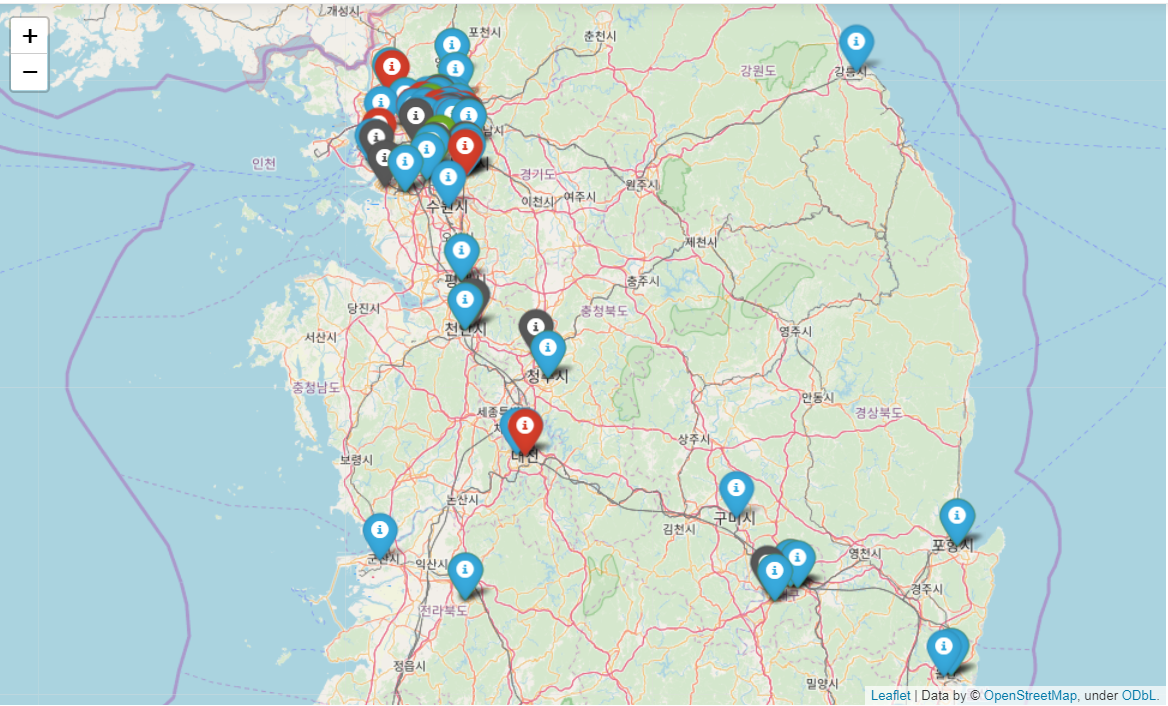 +
−
개성시
포천시
춘천시
강원도
강릉시
남시
인천
경기도
원주시
이천시
여주시
수원시
제천시
충주시
당진시
충청북도
천안시
영주시
서산시
청주시
충청남도
안동시
경상북도
세종특
상주시
대전
보령시
논산시
구미시
김천시
포항시
군산시
익산시
영천시
경주시
전라북도
정읍시
밀양시
Leaflet | Data by © OpenStreetMap, under ODbL.